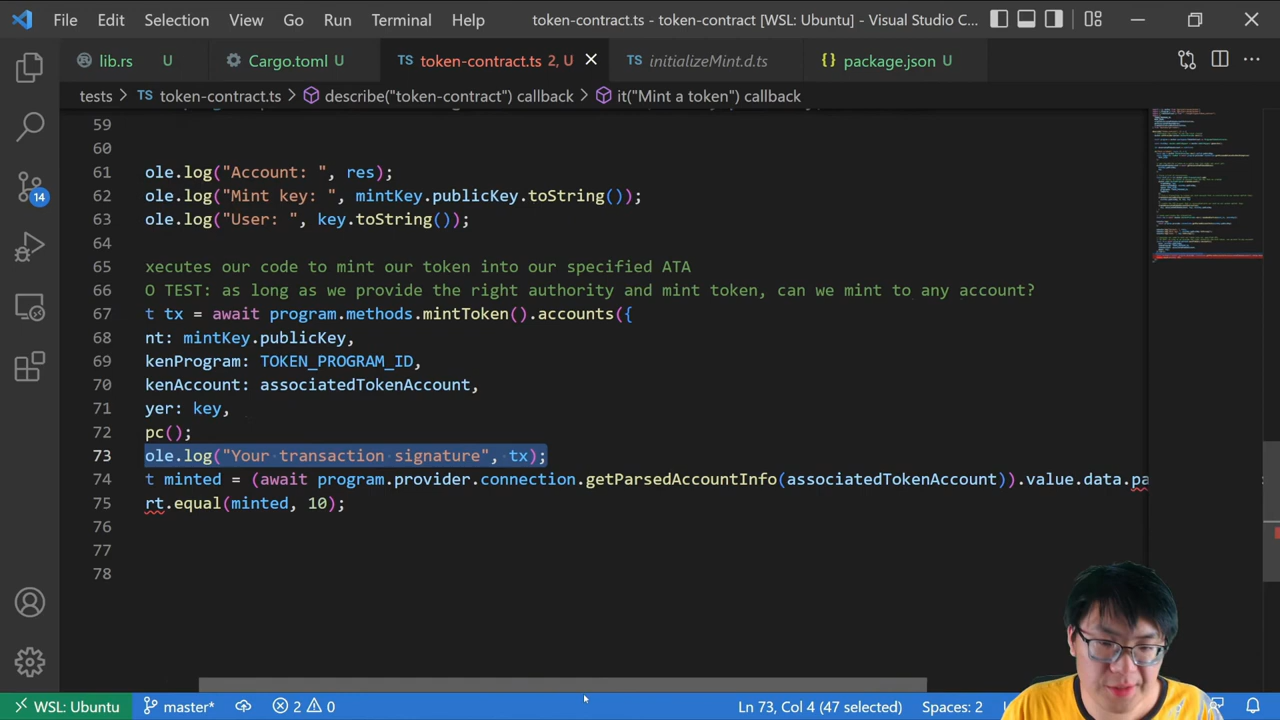 File Edit Selection View Go Run Terminal Help token-contract.ts - token-contract [WSL: Ubuntu] - Visual Studio C...
lib.rs U Cargo.toml U TS token-contract.ts 2, U TS initializeMint.d.ts TS package.json U
tests > TS token-contract.ts > describe("token-contract") callback > it("Mint a token") callback
59
60
61 ole.log("Account: ", res);
62 ole.log("Mint key: ", mintKey.publicKey.toString());
63 ole.log("User: ", key.toString());
64
65 xecutes our code to mint our token into our specified ATA
66 O TEST: as long as we provide the right authority and mint token, can we mint to any account?
67 t tx = await program.methods.mintToken().accounts({
68 nt: mintKey.publicKey,
69 kenProgram: TOKEN_PROGRAM_ID,
70 kenAccount: associatedTokenAccount,
71 yer: key,
72 pc();
73 ole.log("Your transaction signature", tx);
74 t minted = (await program.provider.connection.getParsedAccountInfo(associatedTokenAccount)).value.data.pa
75 rt.equal(minted, 10);
76
77
78
14
WSL: Ubuntu master* 2 0 Ln 73, Col 4 (47 selected) Spaces: 2